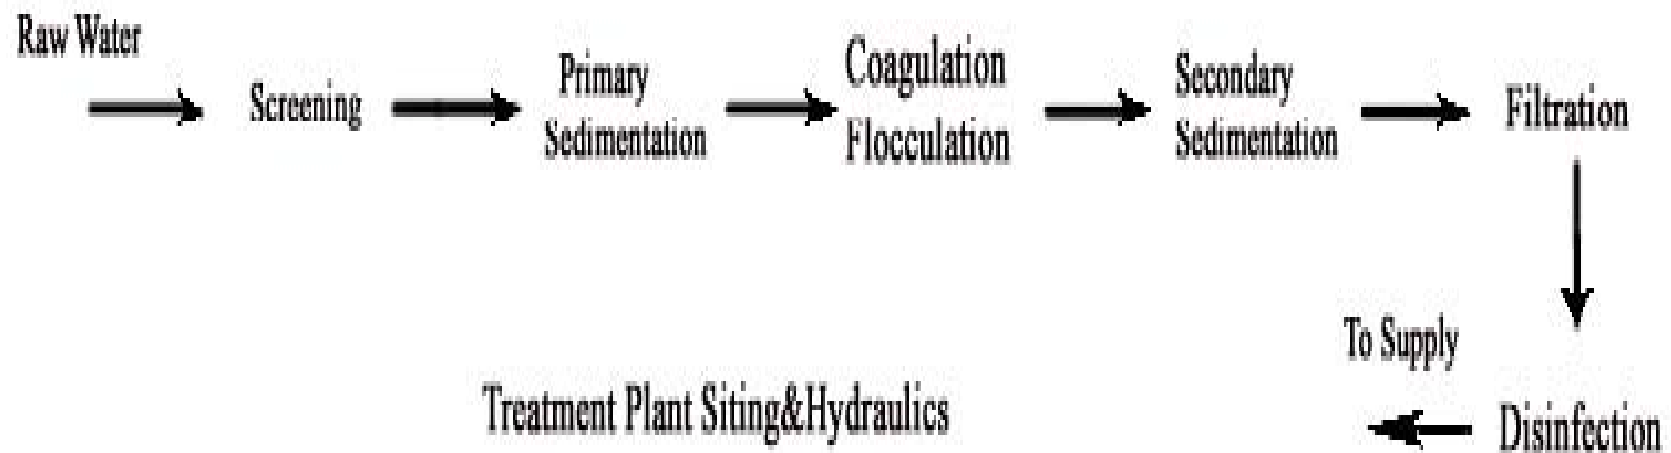 Raw Water
Screening
Primary
Sedimentation
Coagulation
Flocculation
Secondary
Sedimentation
Filtration
To Supply
Disinfection
Treatment Plant Siting&Hydraulics